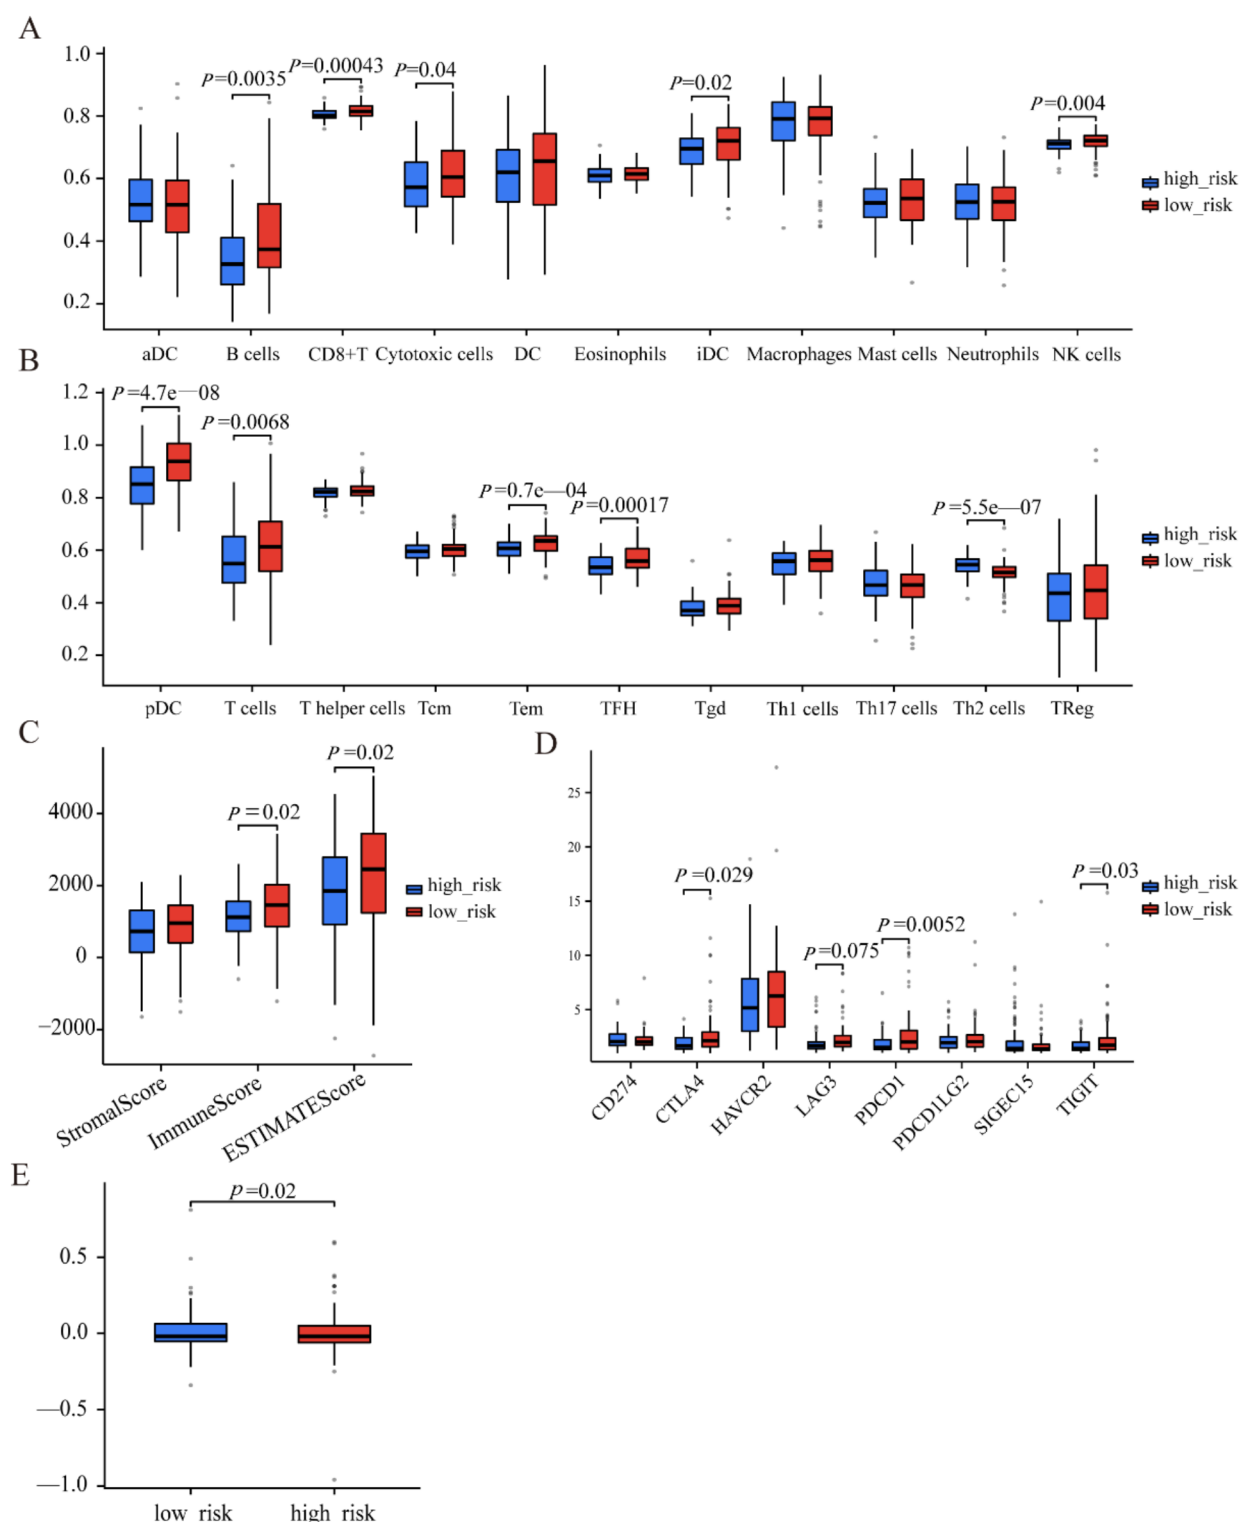 A
1.0
0.8
0.6
0.4
0.2
P=0.0035
P=0.00043
P=0.04
P=0.02
P=0.004
high_risk
low_risk
aDC B cells CD8+T Cytotoxic cells DC Eosinophils iDC Macrophages Mast cells Neutrophils NK cells
B
1.2
1.0
0.8
0.6
0.4
0.2
P=4.7e—08
P=0.0068
P=0.7e—04
P=0.00017
P=5.5e—07
high_risk
low_risk
pDC T cells T helper cells Tcm Tem TFH Tgd Th1 cells Th17 cells Th2 cells TReg
C
4000
2000
0
−2000
P=0.02
P=0.02
high_risk
low_risk
StromalScore
ImmuneScore
ESTIMATEScore
D
25
20
15
10
5
P=0.029
P=0.075
P=0.0052
P=0.03
high_risk
low_risk
CD274
CTLA4
HAVCR2
LAG3
PDCD1
PDCD1LG2
SIGEC15
TIGIT
E
0.5
0.0
—0.5
—1.0
p=0.02
low_risk high_risk